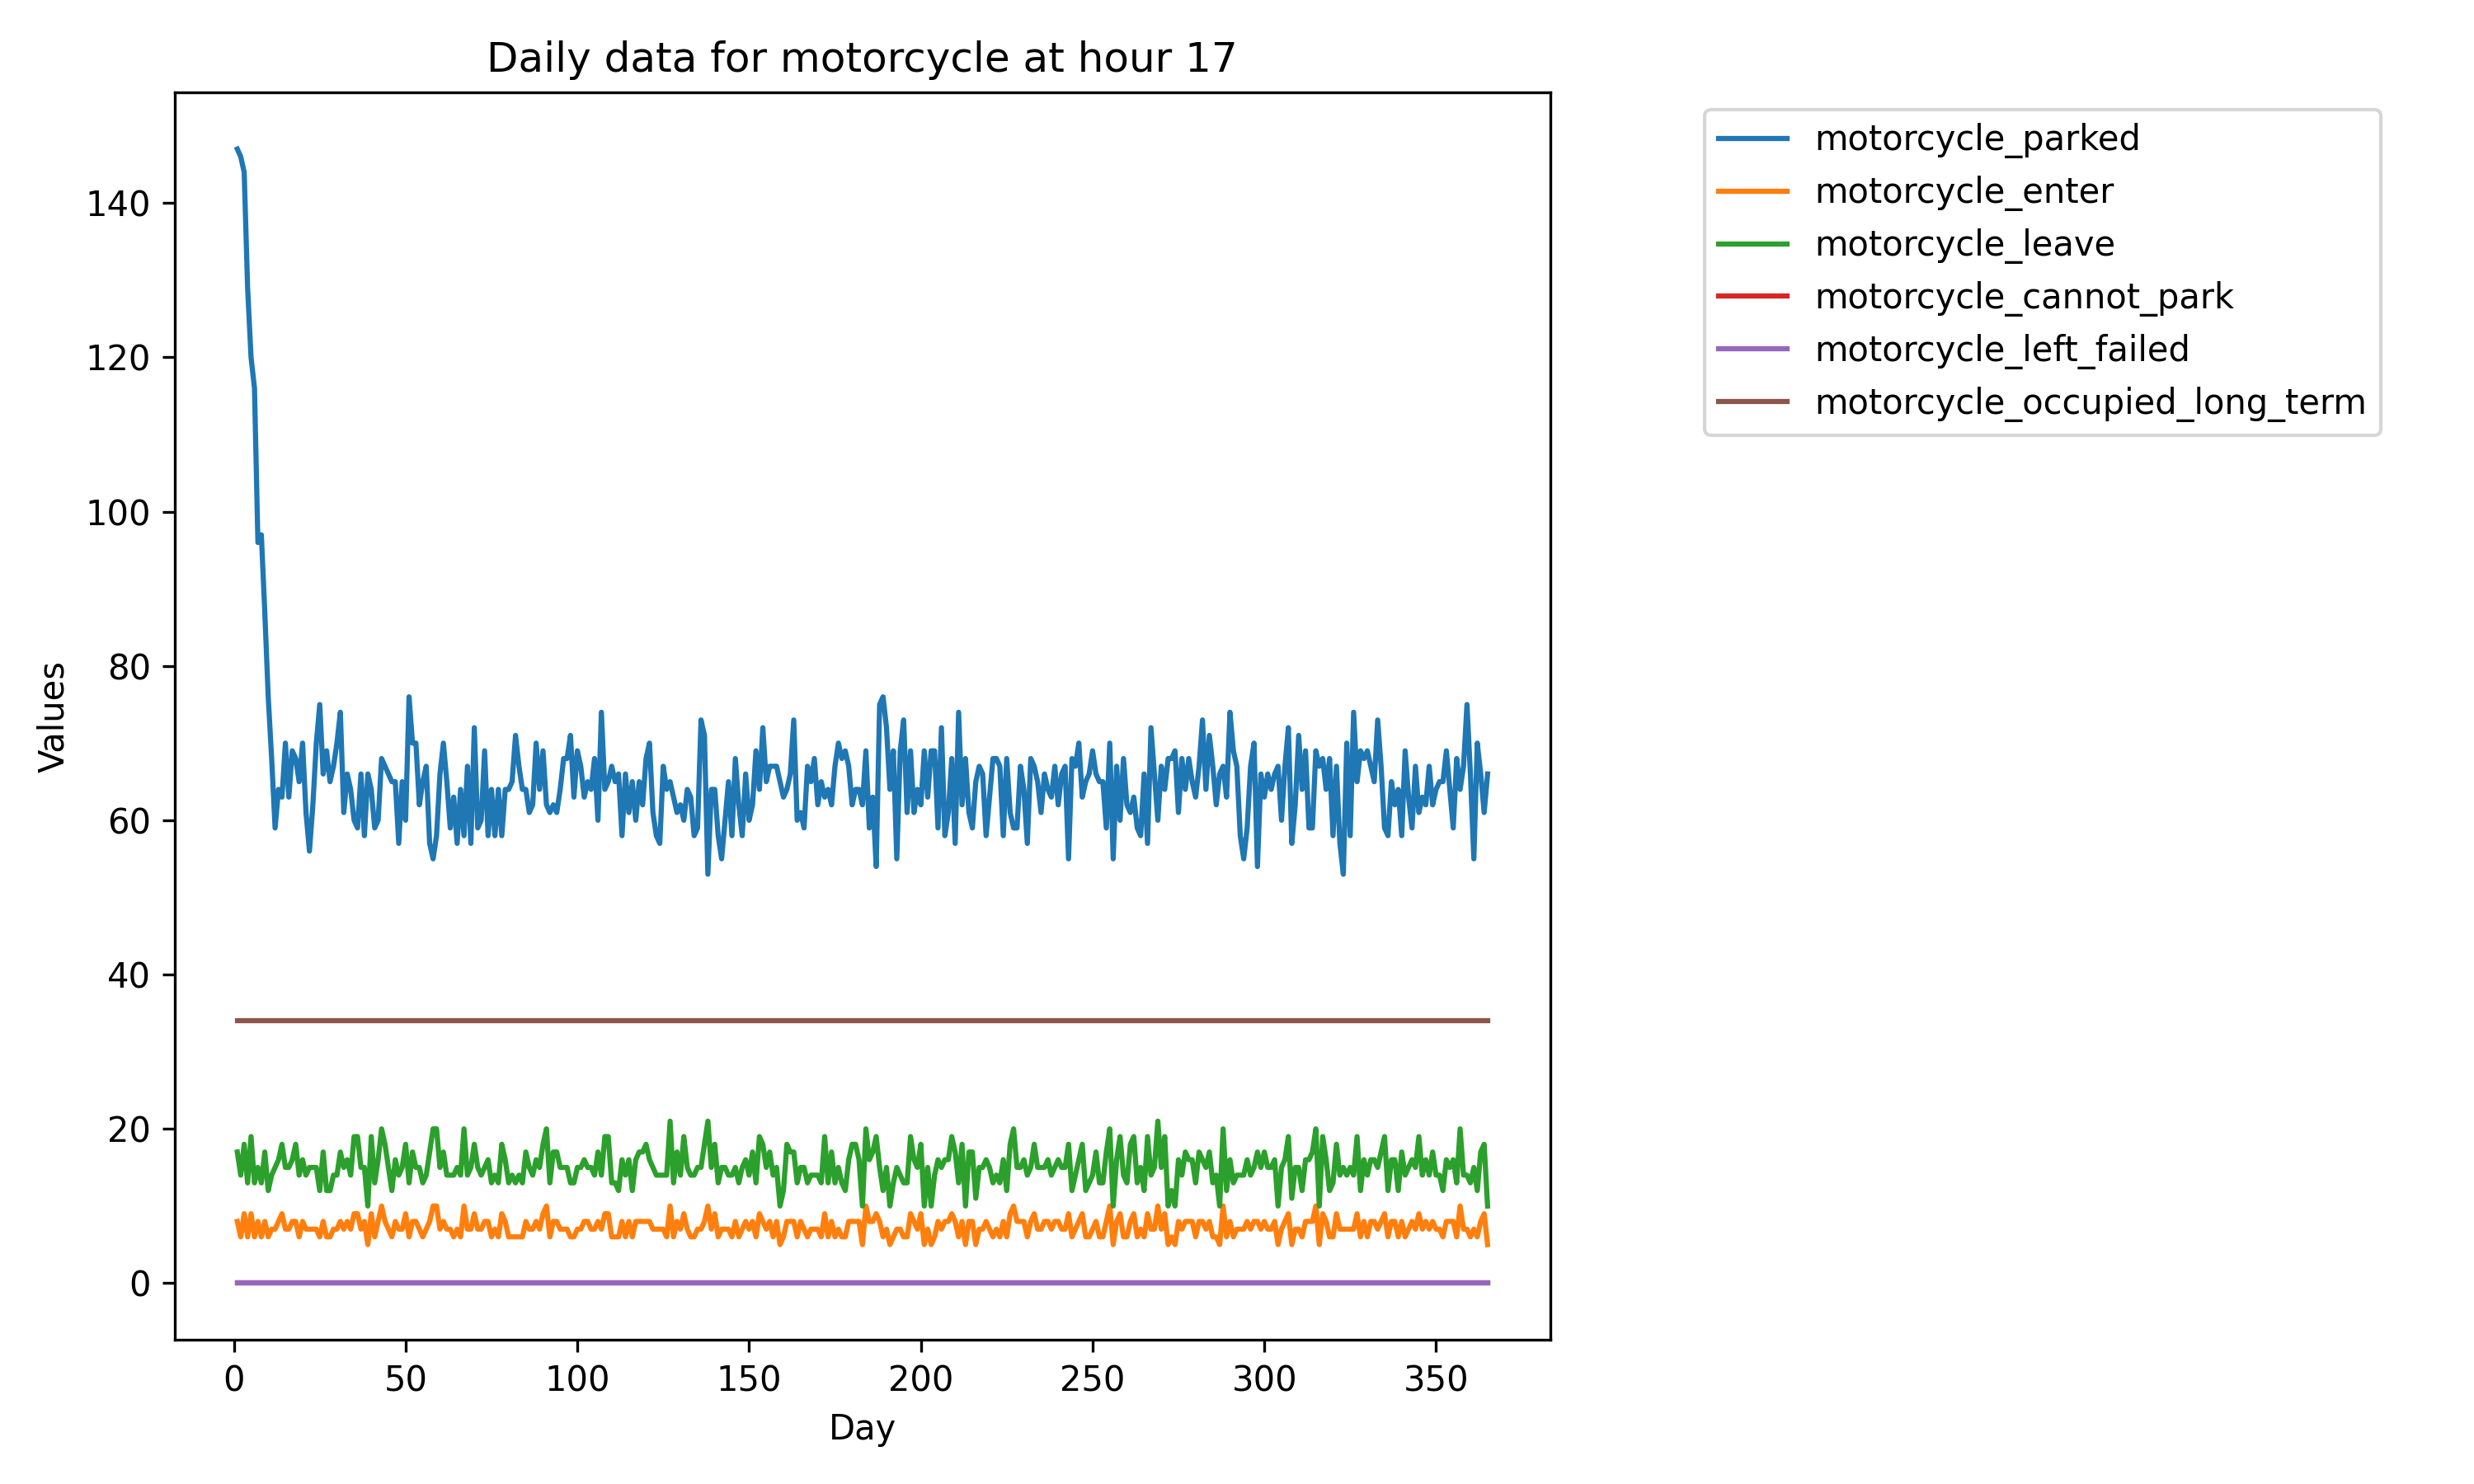 Daily data for motorcycle at hour 17
motorcycle_parked
motorcycle_enter
motorcycle_leave
motorcycle_cannot_park
motorcycle_left_failed
motorcycle_occupied_long_term
Values
140
120
100
80
60
40
20
0
0 50 100 150 200 250 300 350
Day